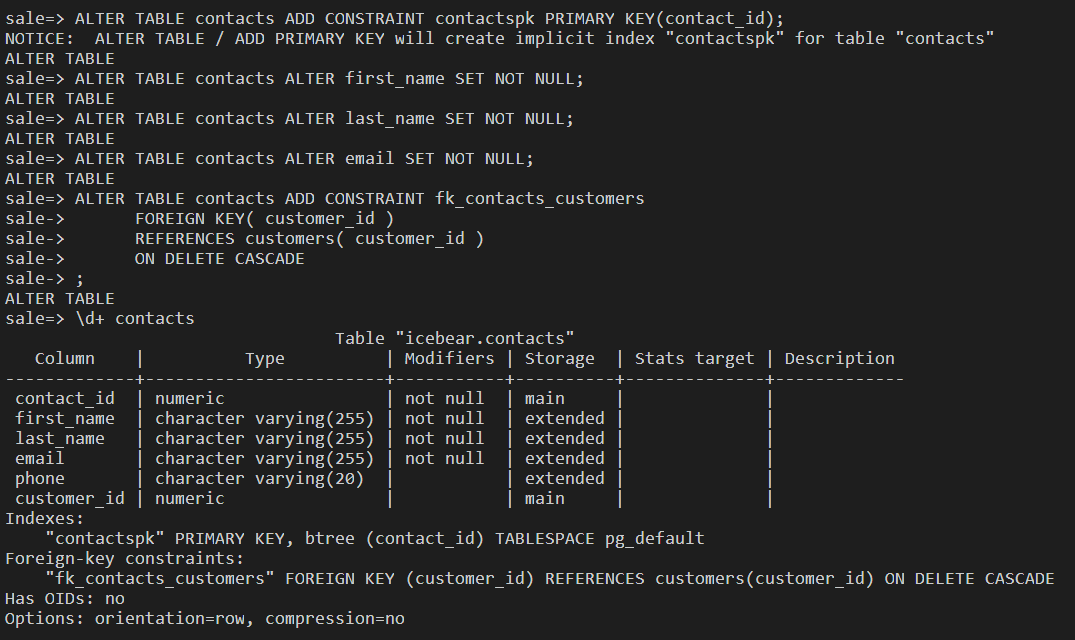 sale=> ALTER TABLE contacts ADD CONSTRAINT contactspk PRIMARY KEY(contact_id);
NOTICE:  ALTER TABLE / ADD PRIMARY KEY will create implicit index "contactspk" for table "contacts"
ALTER TABLE
sale=> ALTER TABLE contacts ALTER first_name SET NOT NULL;
ALTER TABLE
sale=> ALTER TABLE contacts ALTER last_name SET NOT NULL;
ALTER TABLE
sale=> ALTER TABLE contacts ALTER email SET NOT NULL;
ALTER TABLE
sale=> ALTER TABLE contacts ADD CONSTRAINT fk_contacts_customers
sale->       FOREIGN KEY( customer_id )
sale->       REFERENCES customers( customer_id )
sale->       ON DELETE CASCADE
sale-> ;
ALTER TABLE
sale=> \d+ contacts
                                 Table "icebear.contacts"
   Column    |          Type          | Modifiers | Storage  | Stats target | Description
-------------+------------------------+-----------+----------+--------------+-------------
 contact_id  | numeric                | not null  | main     |              |
 first_name  | character varying(255) | not null  | extended |              |
 last_name   | character varying(255) | not null  | extended |              |
 email       | character varying(255) | not null  | extended |              |
 phone       | character varying(20)  |           | extended |              |
 customer_id | numeric                |           | main     |              |
Indexes:
    "contactspk" PRIMARY KEY, btree (contact_id) TABLESPACE pg_default
Foreign-key constraints:
    "fk_contacts_customers" FOREIGN KEY (customer_id) REFERENCES customers(customer_id) ON DELETE CASCADE
Has OIDs: no
Options: orientation=row, compression=no